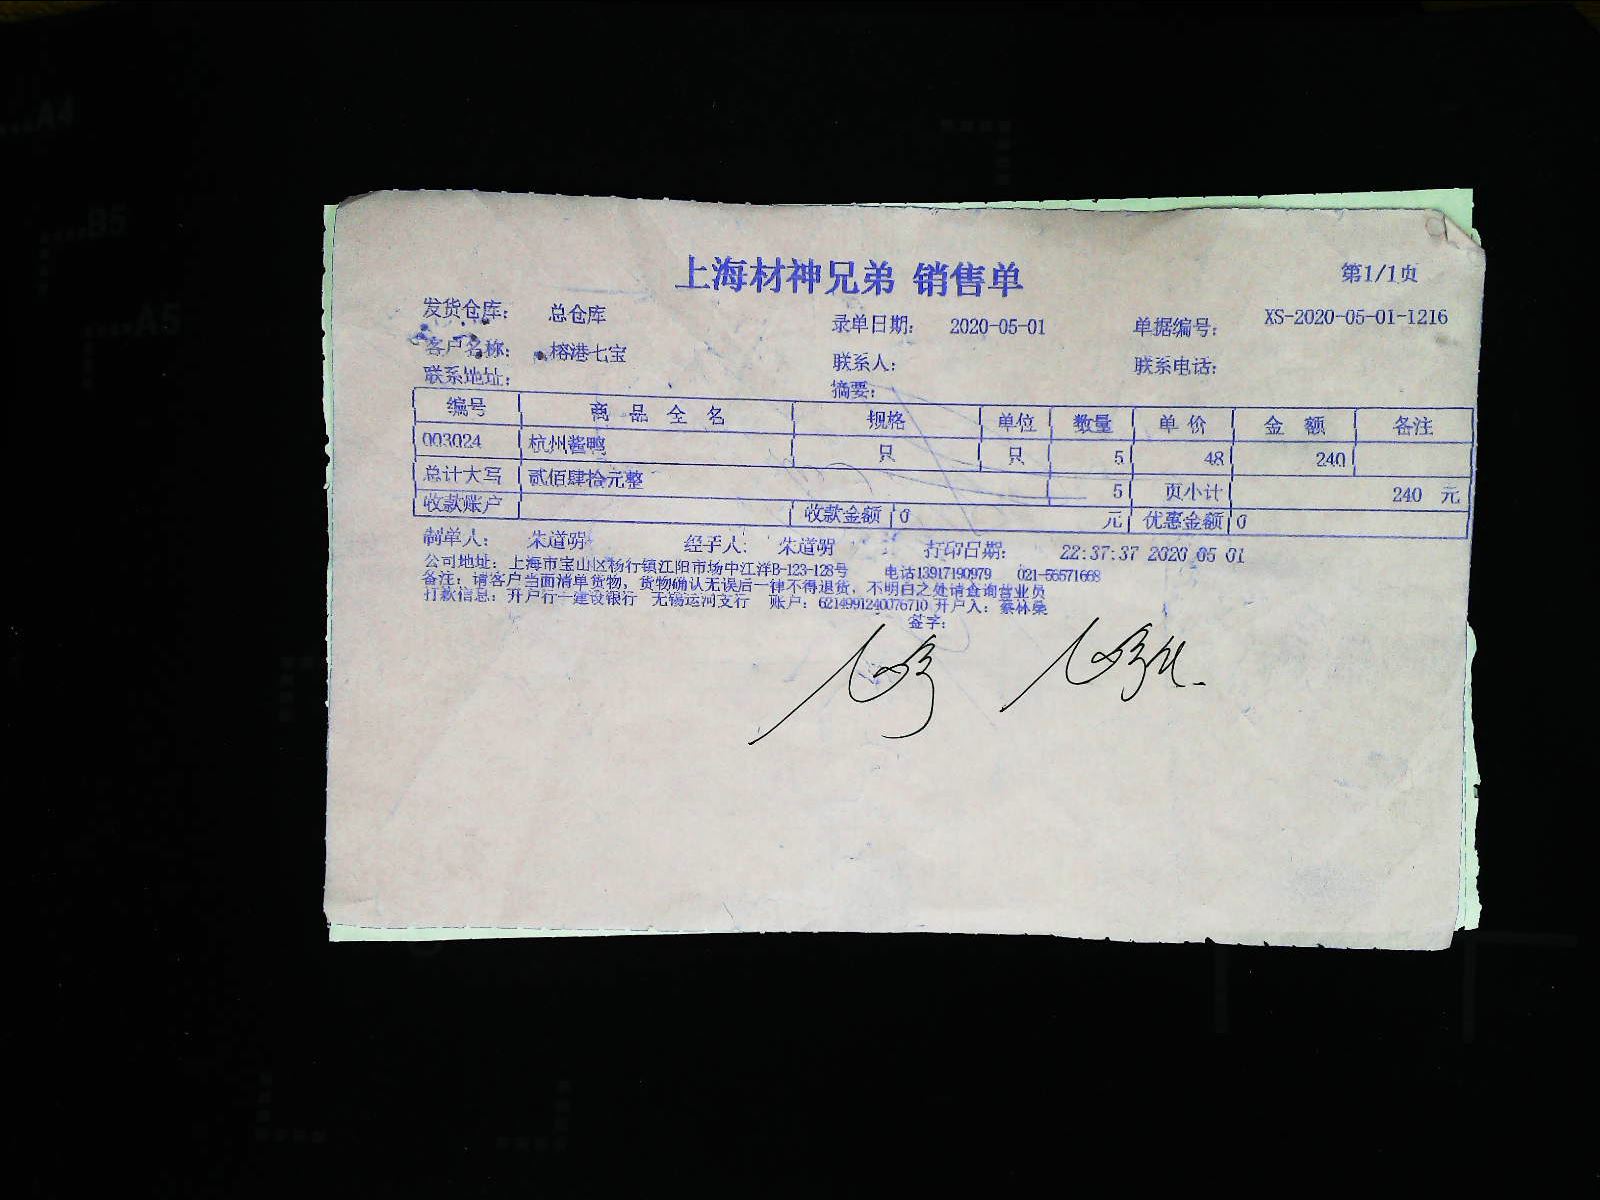 上海材神兄弟 销售单 第1/1页
发货仓库: 总仓库 录单日期: 2020-05-01 单据编号: XS-2020-05-01-1216
客户名称: 榕港七宝 联系人: 联系电话:
联系地址: 摘要:
编号 商品全名 规格 单位 数量 单价 金额 备注
003024 杭州酱鸭 只 只 5 48 240
总计大写 贰佰肆拾元整 5 页小计 240 元
收款账户 收款金额 0 元 优惠金额 0
制单人: 朱道明 经手人: 朱道明 打印日期: 22:37:37 2020 05 01
公司地址: 上海市宝山区杨行镇江阳市场中江洋B-123-128号 电话13917190979 021-56571668
备注: 请客户当面清单货物, 货物确认无误后一律不得退货, 不明白之处请查询营业员
打款信息: 开户行一建设银行 无锡运河支行 账户: 6214991240076710 开户人: 蔡林荣
签字:
A4
B5
A5